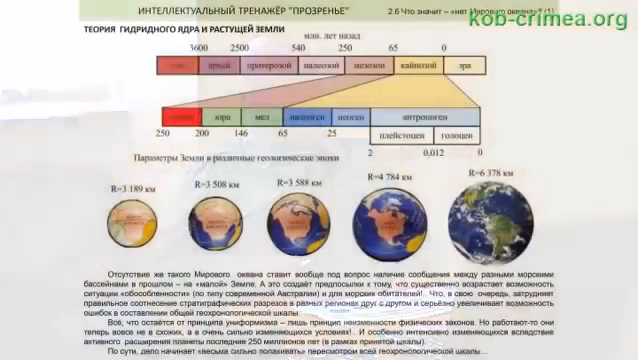 ИНТЕЛЛЕКТУАЛЬНЫЙ ТРЕНАЖЁР "ПРОЗРЕНЬЕ"
2.6 Что значит – «нет Мирового океана»? (1)
kob-crimea.org
ТЕОРИЯ ГИДРИДНОГО ЯДРА И РАСТУЩЕЙ ЗЕМЛИ
млн. лет назад
3600 2500 540 400 250 65 0
архей протерозой палеозой мезозой кайнозой эра
юра мел палеоген неоген антропоген
плейстоцен голоцен
250 200 146 65 25 2 0,012 0
Параметры Земли в различные геологические эпохи
R=3 189 км R=3 508 км R=3 588 км R=4 784 км R=6 378 км
Отсутствие же такого Мирового океана ставит вообще под вопрос наличие сообщения между разными морскими
бассейнами в прошлом – на «малой» Земле. А это создаёт предпосылки к тому, что существенно возрастает возможность
ситуации «обособленности» (по типу современной Австралии) и для морских обитателей!.. Что, в свою очередь, затрудняет
правильное соотнесение стратиграфических разрезов в разных регионах друг с другом и серьёзно увеличивает возможность
ошибок в составлении общей геохронологической шкалы.
Всё, что остаётся от принципа униформизма – лишь принцип неизменности физических законов. Но работают-то они
теперь вовсе не в схожих, а в очень сильно изменяющихся условиях!.. И особенно интенсивно изменяющихся вследствие
активного расширения планеты последние 250 миллионов лет (в рамках принятой шкалы).
По сути, дело начинает «весьма сильно попахивать» пересмотром всей геохронологической шкалы.